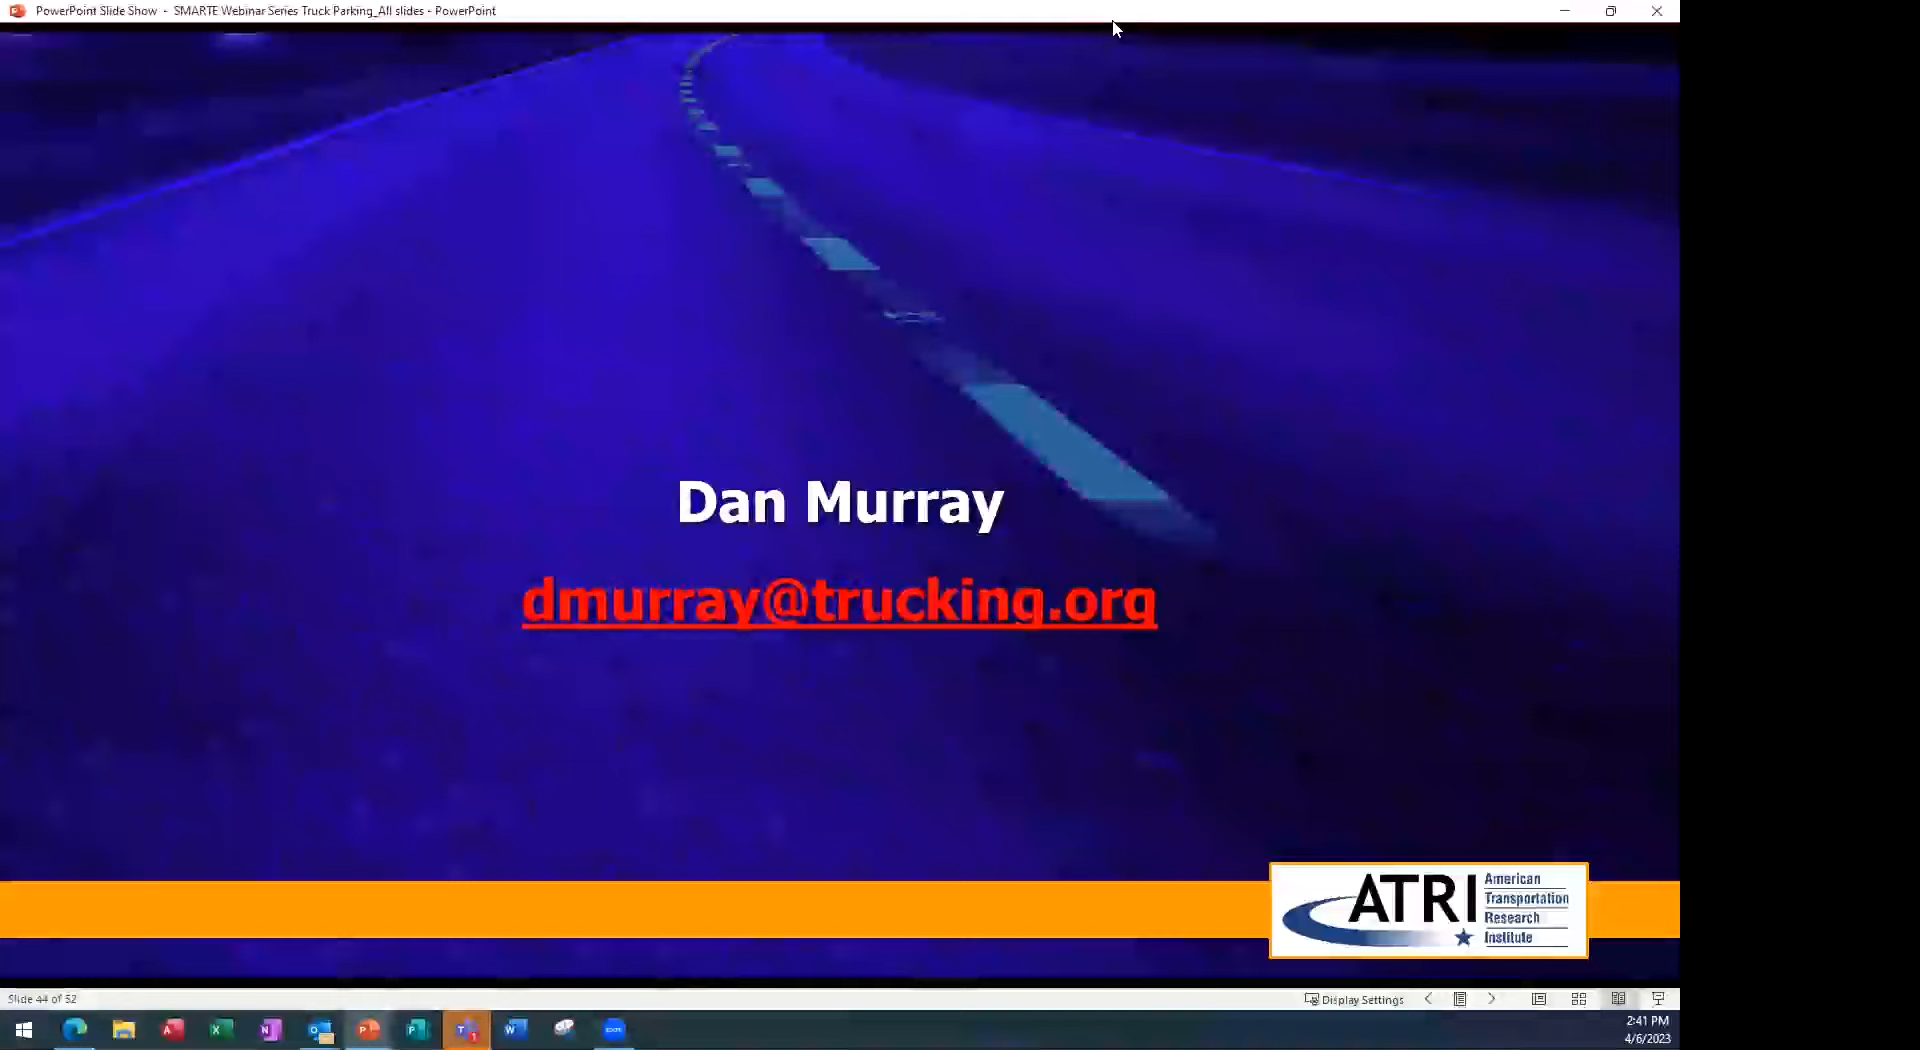 PowerPoint Slide Show - SMARTE Webinar Series Truck Parking_All slides - PowerPoint
Dan Murray
dmurray@trucking.org
ATRI
American
Transportation
Research
Institute
Slide 44 of 52
Display Settings
2:41 PM
4/6/2023